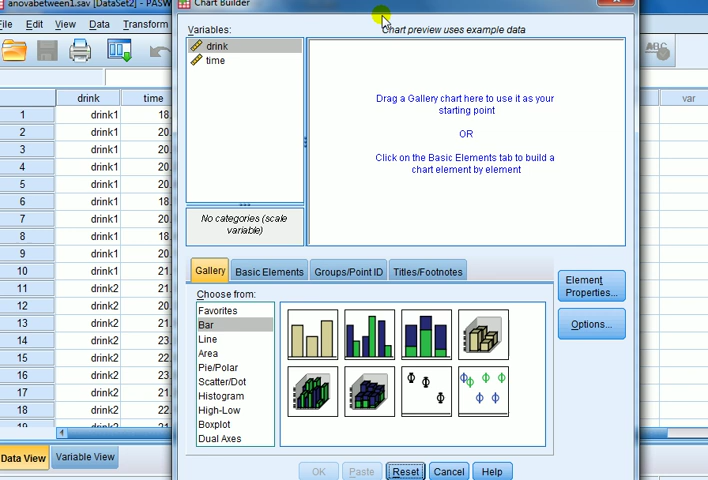 anovabetween1.sav [DataSet2] - PASW
Chart Builder
File Edit View Data Transform
Variables:
drink
time
Chart preview uses example data
Drag a Gallery chart here to use it as your
starting point
OR
Click on the Basic Elements tab to build a
chart element by element
No categories (scale
variable)
Gallery Basic Elements Groups/Point ID Titles/Footnotes
Choose from:
Favorites
Bar
Line
Area
Pie/Polar
Scatter/Dot
Histogram
High-Low
Boxplot
Dual Axes
Element
Properties...
Options...
OK Paste Reset Cancel Help
ABC
drink time var
1 drink1 18.
2 drink1 20.
3 drink1 20.
4 drink1 20.
5 drink1 20.
6 drink1 18.
7 drink1 20.
8 drink1 18.
9 drink1 20.
10 drink1 21.
11 drink2 21.
12 drink2 20.
13 drink2 21.
14 drink2 23.
15 drink2 22.
16 drink2 23.
17 drink2 21.
18 drink2 22.
19 drink2 21.
Data View Variable View